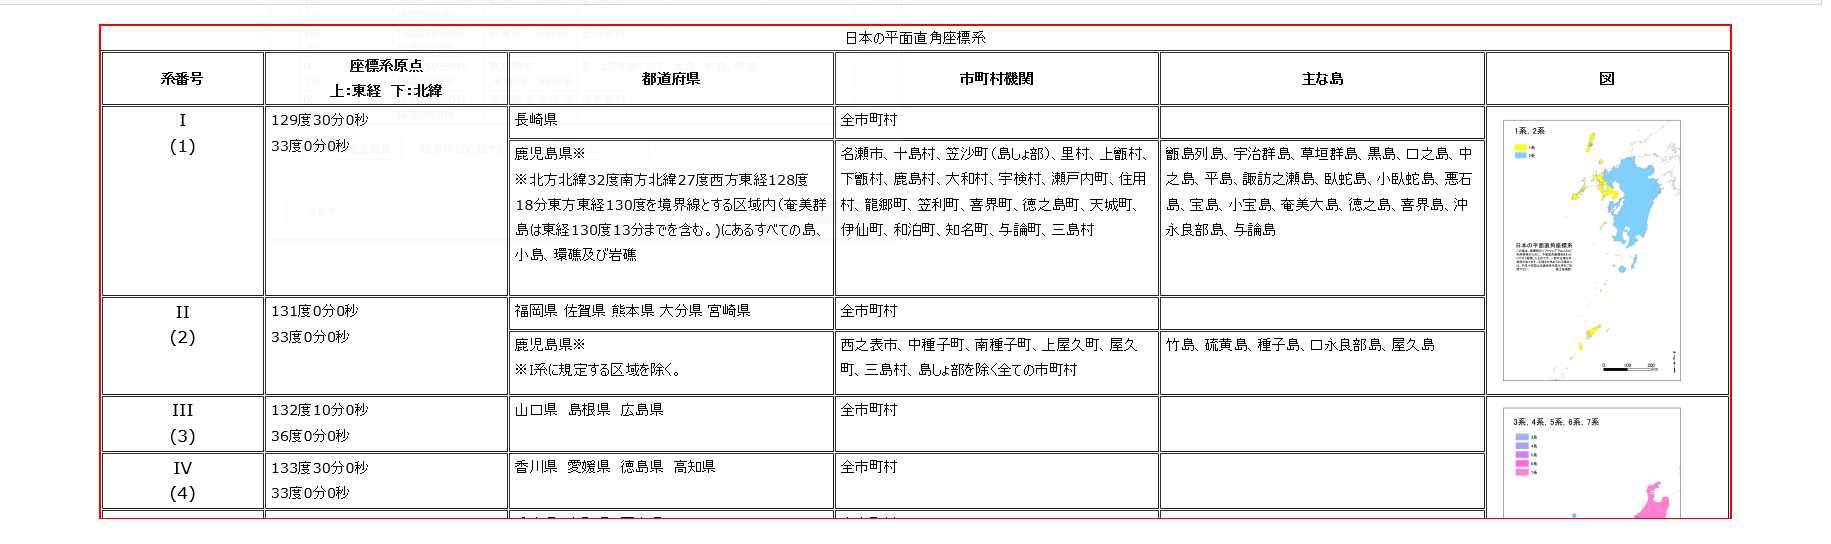 日本の平面直角座標系
系番号
座標系原点
上:東経 下:北緯
都道府県
市町村機関
主な島
図
I
(1)
129度30分0秒
33度0分0秒
長崎県
全市町村
鹿児島県※
※北方北緯32度南方北緯27度西方東経128度
18分東方東経130度を境界線とする区域内(奄美群
島は東経130度13分までを含む。)にあるすべての島、
小島、環礁及び岩礁
名瀬市、十島村、笠沙町(島しょ部)、里村、上甑村、
下甑村、鹿島村、大和村、宇検村、瀬戸内町、住用
村、龍郷町、笠利町、喜界町、徳之島町、天城町、
伊仙町、和泊町、知名町、与論町、三島村
甑島列島、宇治群島、草垣群島、黒島、口之島、中
之島、平島、諏訪之瀬島、臥蛇島、小臥蛇島、悪石
島、宝島、小宝島、奄美大島、徳之島、喜界島、沖
永良部島、与論島
1系, 2系
1系
2系
日本の平面直角座標系
0 100 200
II
(2)
131度0分0秒
33度0分0秒
福岡県 佐賀県 熊本県 大分県 宮崎県
全市町村
鹿児島県※
※I系に規定する区域を除く。
西之表市、中種子町、南種子町、上屋久町、屋久
町、三島村、島しょ部を除く全ての市町村
竹島、硫黄島、種子島、口永良部島、屋久島
III
(3)
132度10分0秒
36度0分0秒
山口県 島根県 広島県
全市町村
3系, 4系, 5系, 6系, 7系
3系
4系
5系
6系
7系
IV
(4)
133度30分0秒
33度0分0秒
香川県 愛媛県 徳島県 高知県
全市町村